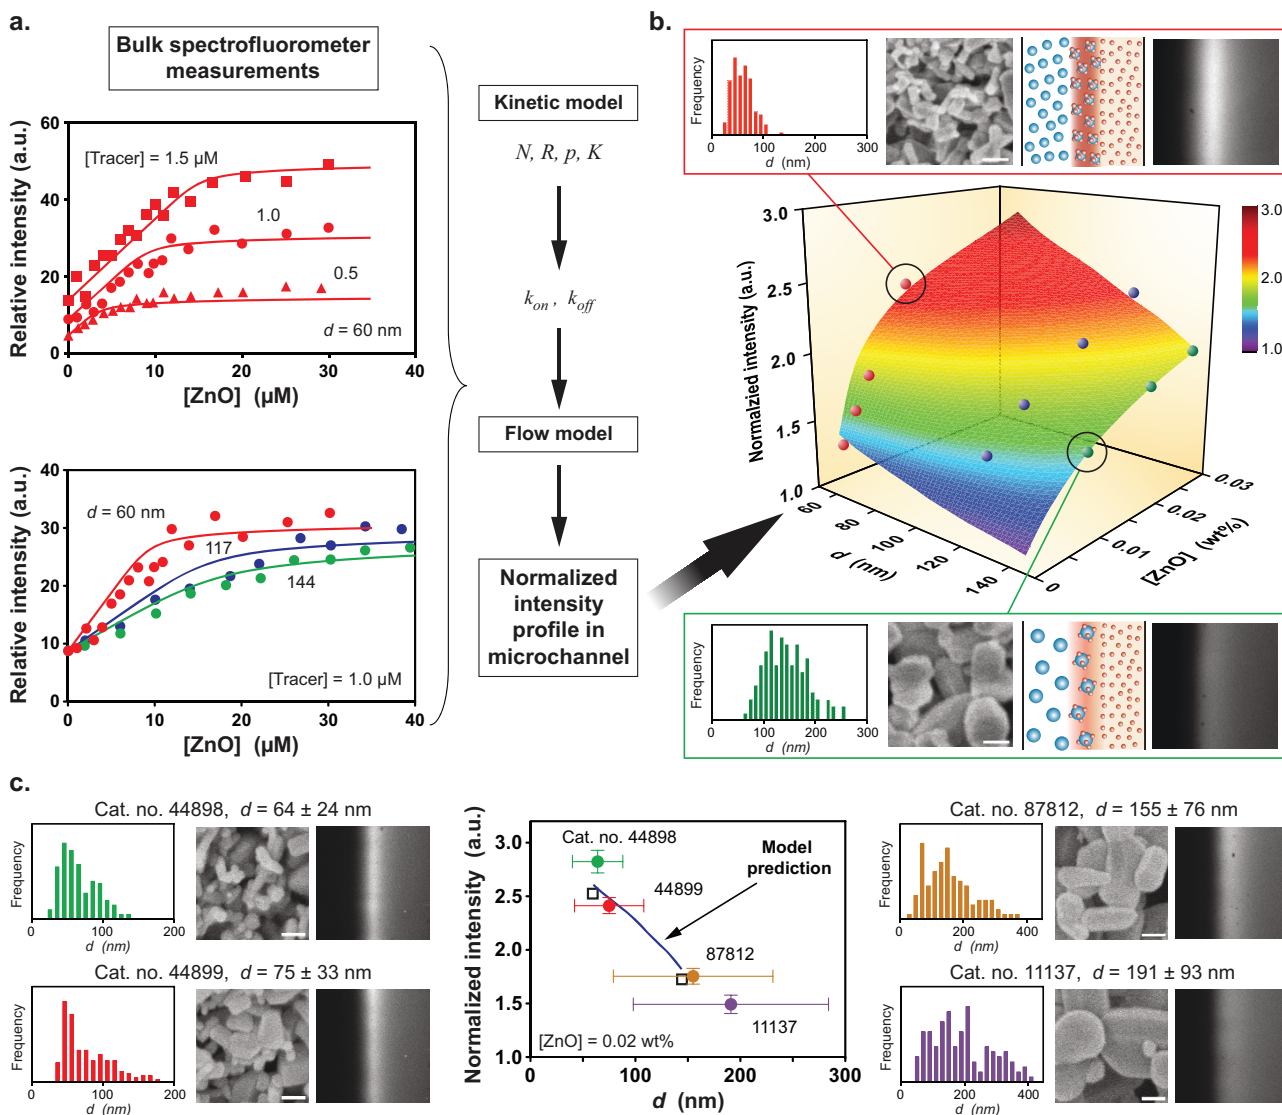 a.
Bulk spectrofluorometer
measurements
Relative intensity (a.u.)
60
40
20
0
[Tracer] = 1.5 µM
1.0
0.5
d = 60 nm
0 10 20 30 40
[ZnO] (µM)
Relative intensity (a.u.)
40
30
20
10
0
d = 60 nm
117
144
[Tracer] = 1.0 µM
0 10 20 30 40
[ZnO] (µM)
Kinetic model
N, R, p, K
kon , koff
Flow model
Normalized
intensity
profile in
microchannel
b.
Frequency
0 100 200 300
d (nm)
3.0
2.5
2.0
1.5
1.0
Normalzied intensity (a.u.)
60 80 100 120 140
d (nm)
0 0.01 0.02 0.03
[ZnO] (wt%)
3.0
2.0
1.0
Frequency
0 100 200 300
d (nm)
c.
Cat. no. 44898, d = 64 ± 24 nm
Frequency
0 100 200
d (nm)
Cat. no. 44899, d = 75 ± 33 nm
Frequency
0 100 200
d (nm)
Normalized intensity (a.u.)
3.0
2.5
2.0
1.5
1.0
Cat. no. 44898
44899
Model
prediction
87812
11137
[ZnO] = 0.02 wt%
0 100 200 300
d (nm)
Cat. no. 87812, d = 155 ± 76 nm
Frequency
0 200 400
d (nm)
Cat. no. 11137, d = 191 ± 93 nm
Frequency
0 200 400
d (nm)